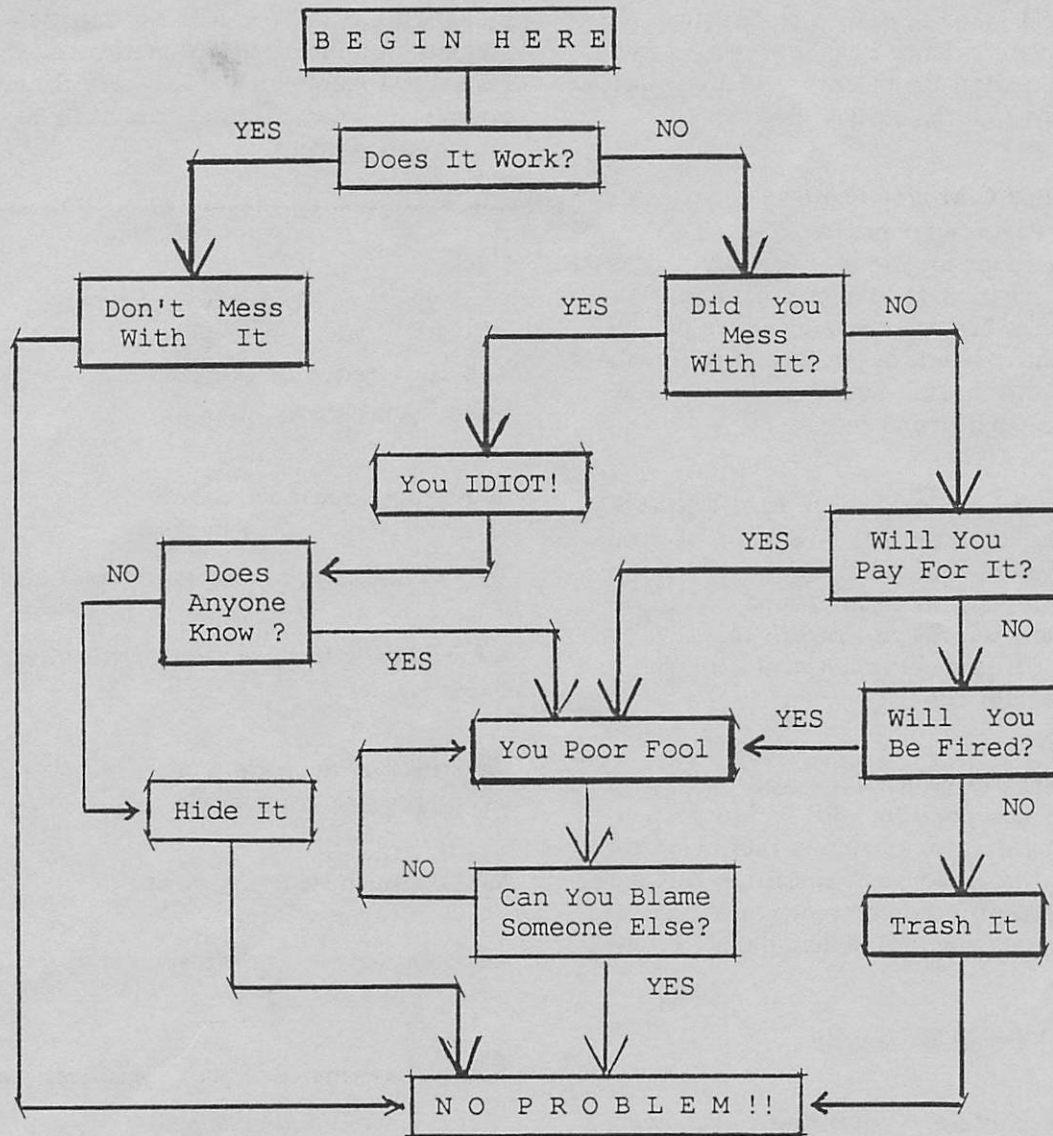 B E G I N  H E R E
YES
NO
Does It Work?
Don't Mess
With It
YES
Did You
Mess
With It?
NO
You IDIOT!
NO
Does
Anyone
Know ?
YES
Will You
Pay For It?
YES
NO
You Poor Fool
YES
Will You
Be Fired?
Hide It
NO
NO
Can You Blame
Someone Else?
Trash It
YES
N O  P R O B L E M ! !